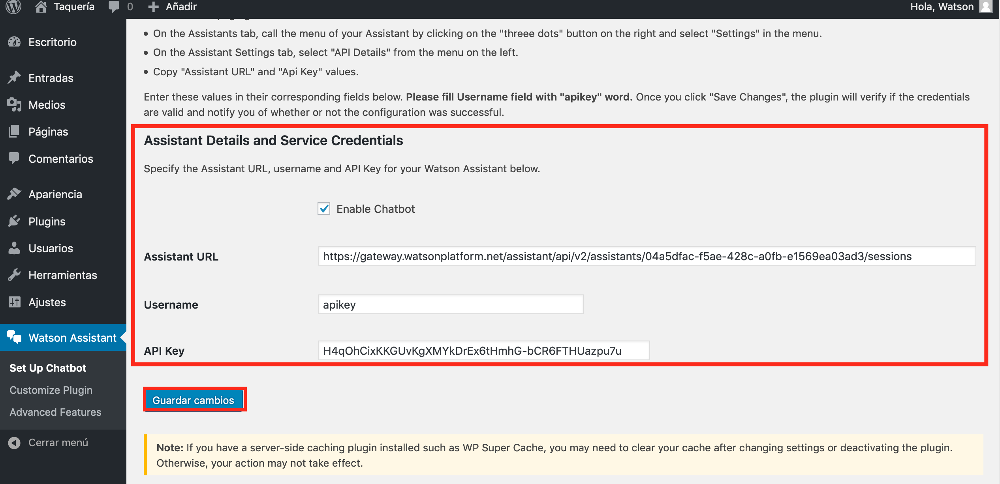 Taquería
0
Añadir
Hola, Watson
Escritorio
Entradas
Medios
Páginas
Comentarios
Apariencia
Plugins
Usuarios
Herramientas
Ajustes
Watson Assistant
Set Up Chatbot
Customize Plugin
Advanced Features
Cerrar menú
• On the Assistants tab, call the menu of your Assistant by clicking on the "threee dots" button on the right and select "Settings" in the menu.
• On the Assistant Settings tab, select "API Details" from the menu on the left.
• Copy "Assistant URL" and "Api Key" values.
Enter these values in their corresponding fields below. Please fill Username field with "apikey" word. Once you click "Save Changes", the plugin will verify if the credentials
are valid and notify you of whether or not the configuration was successful.
Assistant Details and Service Credentials
Specify the Assistant URL, username and API Key for your Watson Assistant below.
Enable Chatbot
Assistant URL
https://gateway.watsonplatform.net/assistant/api/v2/assistants/04a5dfac-f5ae-428c-a0fb-e1569ea03ad3/sessions
Username
apikey
API Key
H4qOhCixKKGUvKgXMYkDrEx6tHmhG-bCR6FTHUazpu7u
Guardar cambios
Note: If you have a server-side caching plugin installed such as WP Super Cache, you may need to clear your cache after changing settings or deactivating the plugin.
Otherwise, your action may not take effect.